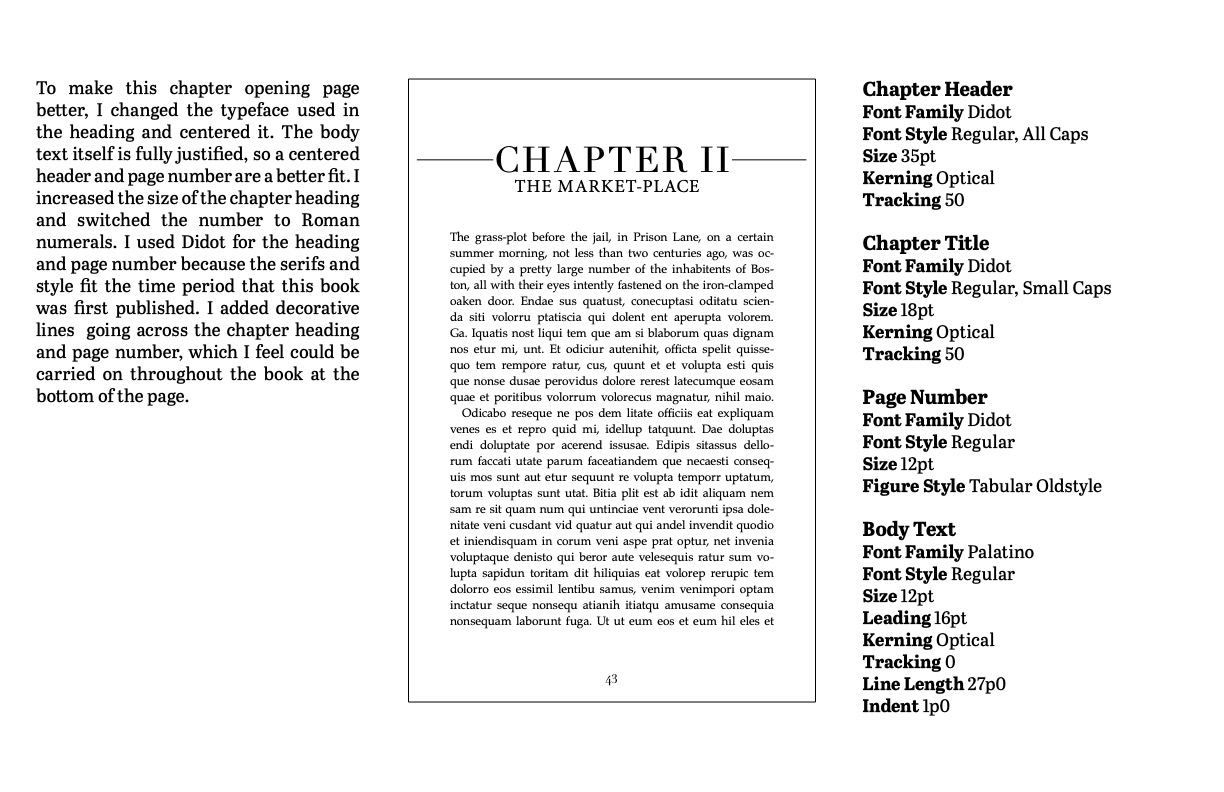 To make this chapter opening page
better, I changed the typeface used in
the heading and centered it. The body
text itself is fully justified, so a centered
header and page number are a better fit. I
increased the size of the chapter heading
and switched the number to Roman
numerals. I used Didot for the heading
and page number because the serifs and
style fit the time period that this book
was first published. I added decorative
lines going across the chapter heading
and page number, which I feel could be
carried on throughout the book at the
bottom of the page.
CHAPTER II
THE MARKET-PLACE
The grass-plot before the jail, in Prison Lane, on a certain
summer morning, not less than two centuries ago, was oc-
cupied by a pretty large number of the inhabitents of Bos-
ton, all with their eyes intently fastened on the iron-clamped
oaken door. Endae sus quatust, conecuptasi oditatu scien-
da siti volorru ptatiscia qui dolent ent aperupta volorem.
Ga. Iquatis nost liqui tem que am si blaborum quas dignam
nos etur mi, unt. Et odiciur autenihit, officta spelit quisse-
quo tem rempore ratur, cus, quunt et et volupta esti quis
que nonse dusae perovidus dolore rerest latecumque eosam
quae et poritibus volorrum volorecus magnatur, nihil maio.
Odicabo reseque ne pos dem litate officiis eat expliquam
venes es et repro quid mi, idellup tatquunt. Dae doluptas
endi doluptate por acerend issusae. Edipis sitassus dello-
rum faccati utate parum faceatiandem que necaesti conseq-
uis mos sunt aut etur sequunt re volupta temporr uptatum,
torum voluptas sunt utat. Bitia plit est ab idit aliquam nem
sam re sit quam num qui untinciae vent verorunti ipsa dole-
nitate veni cusdant vid quatur aut qui andel invendit quodio
et iniendisquam in corum veni aspe prat optur, net invenia
voluptaque denisto qui beror aute velesequis ratur sum vo-
lupta sapidun toritam dit hiliquias eat volorep rerupic tem
dolorro eos essimil lentibu samus, venim venimpori optam
inctatur seque nonsequ atianih itiatqu amusame consequia
nonsequam laborunt fuga. Ut ut eum eos et eum hil eles et
43
Chapter Header
Font Family Didot
Font Style Regular, All Caps
Size 35pt
Kerning Optical
Tracking 50
Chapter Title
Font Family Didot
Font Style Regular, Small Caps
Size 18pt
Kerning Optical
Tracking 50
Page Number
Font Family Didot
Font Style Regular
Size 12pt
Figure Style Tabular Oldstyle
Body Text
Font Family Palatino
Font Style Regular
Size 12pt
Leading 16pt
Kerning Optical
Tracking 0
Line Length 27p0
Indent 1p0